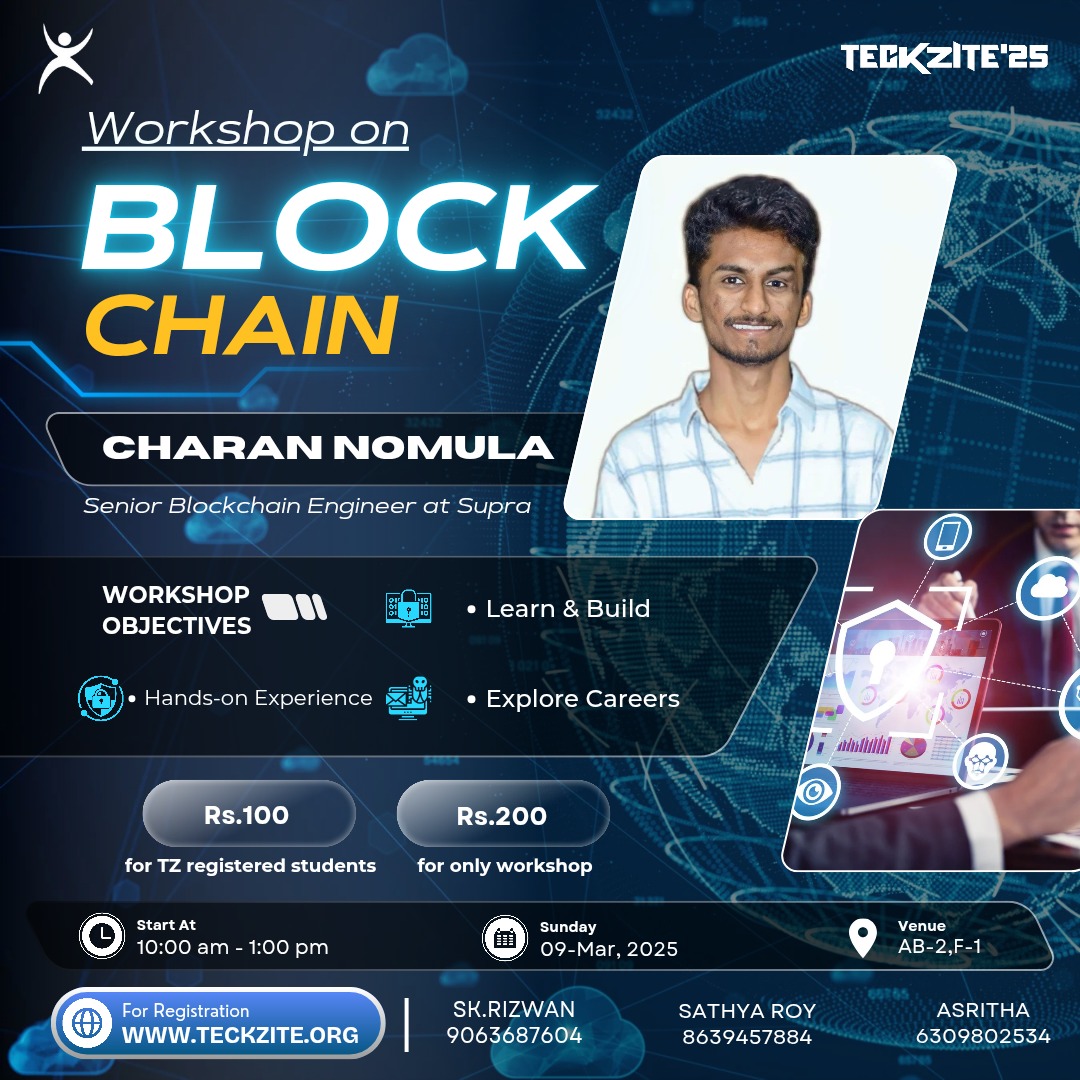 TECKZITE'25
Workshop on
BLOCK
CHAIN
CHARAN NOMULA
Senior Blockchain Engineer at Supra
WORKSHOP
OBJECTIVES
• Learn & Build
• Hands-on Experience
• Explore Careers
Rs.100
for TZ registered students
Rs.200
for only workshop
Start At
10:00 am - 1:00 pm
Sunday
09-Mar, 2025
Venue
AB-2,F-1
For Registration
WWW.TECKZITE.ORG
SK.RIZWAN
9063687604
SATHYA ROY
8639457884
ASRITHA
6309802534